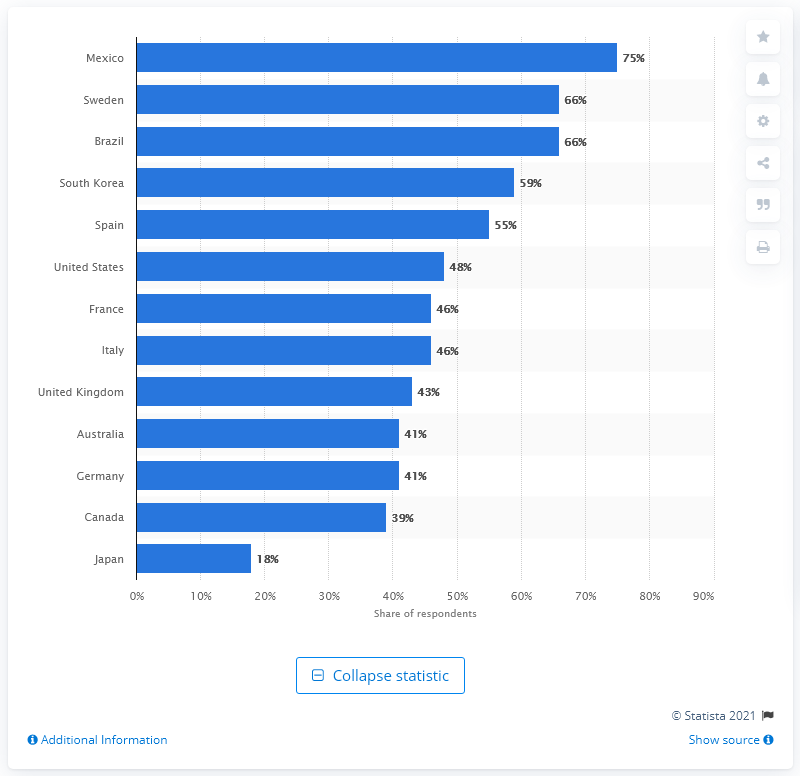 Mexico 75%
Sweden 66%
Brazil 66%
South Korea 59%
Spain 55%
United States 48%
France 46%
Italy 46%
United Kingdom 43%
Australia 41%
Germany 41%
Canada 39%
Japan 18%
0% 10% 20% 30% 40% 50% 60% 70% 80% 90%
Share of respondents
Collapse statistic
© Statista 2021
Additional Information Show source